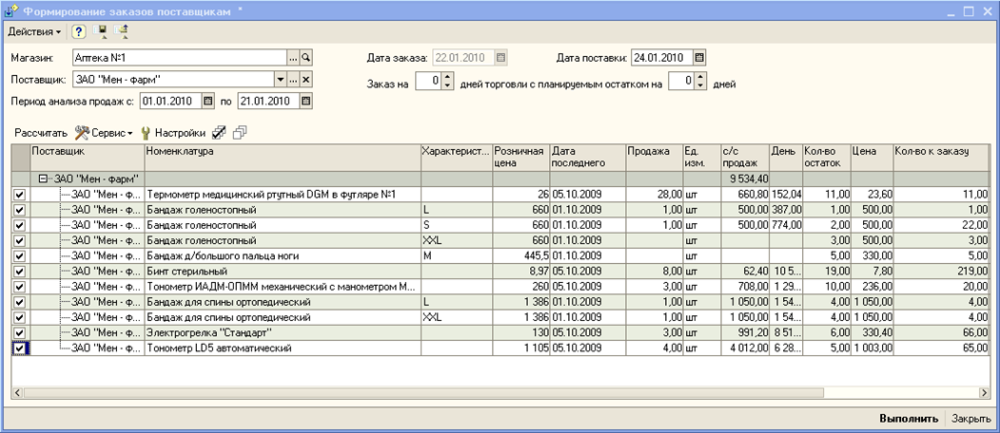 Формирование заказов поставщикам *
Действия
Магазин: Аптека №1 Дата заказа: 22.01.2010 Дата поставки: 24.01.2010
Поставщик: ЗАО "Мен - фарм" Заказ на 0 дней торговли с планируемым остатком на 0 дней
Период анализа продаж с: 01.01.2010 по 21.01.2010
Рассчитать Сервис Настройки
Поставщик Номенклатура Характерист... Розничная цена Дата последнего Продажа Ед. изм. с/с продаж День Кол-во остаток Цена Кол-во к заказу
ЗАО "Мен - фарм" 9 534,40
ЗАО "Мен - ф... Термометр медицинский ртутный DGM в футляре №1 26 05.10.2009 28,00 шт 660,80 152,04 11,00 23,60 11,00
ЗАО "Мен - ф... Бандаж голеностопный L 660 01.10.2009 1,00 шт 500,00 387,00 1,00 500,00 1,00
ЗАО "Мен - ф... Бандаж голеностопный S 660 01.10.2009 1,00 шт 500,00 774,00 2,00 500,00 22,00
ЗАО "Мен - ф... Бандаж голеностопный XXL 660 01.10.2009 шт 3,00 500,00 3,00
ЗАО "Мен - ф... Бандаж д/большого пальца ноги M 445,5 01.10.2009 шт 5,00 330,00 5,00
ЗАО "Мен - ф... Бинт стерильный 8,97 05.10.2009 8,00 шт 62,40 10 5... 19,00 7,80 219,00
ЗАО "Мен - ф... Тонометр ИАДМ-ОПММ механический с манометром М... 260 05.10.2009 3,00 шт 708,00 1 29... 10,00 236,00 20,00
ЗАО "Мен - ф... Бандаж для спины ортопедический L 1 386 01.10.2009 1,00 шт 1 050,00 1 54... 4,00 1 050,00 4,00
ЗАО "Мен - ф... Бандаж для спины ортопедический XXL 1 386 01.10.2009 1,00 шт 1 050,00 1 54... 4,00 1 050,00 4,00
ЗАО "Мен - ф... Электрогрелка "Стандарт" 130 05.10.2009 3,00 шт 991,20 8 51... 6,00 330,40 66,00
ЗАО "Мен - ф... Тонометр LD5 автоматический 1 105 05.10.2009 4,00 шт 4 012,00 6 28... 5,00 1 003,00 65,00
Выполнить Закрыть